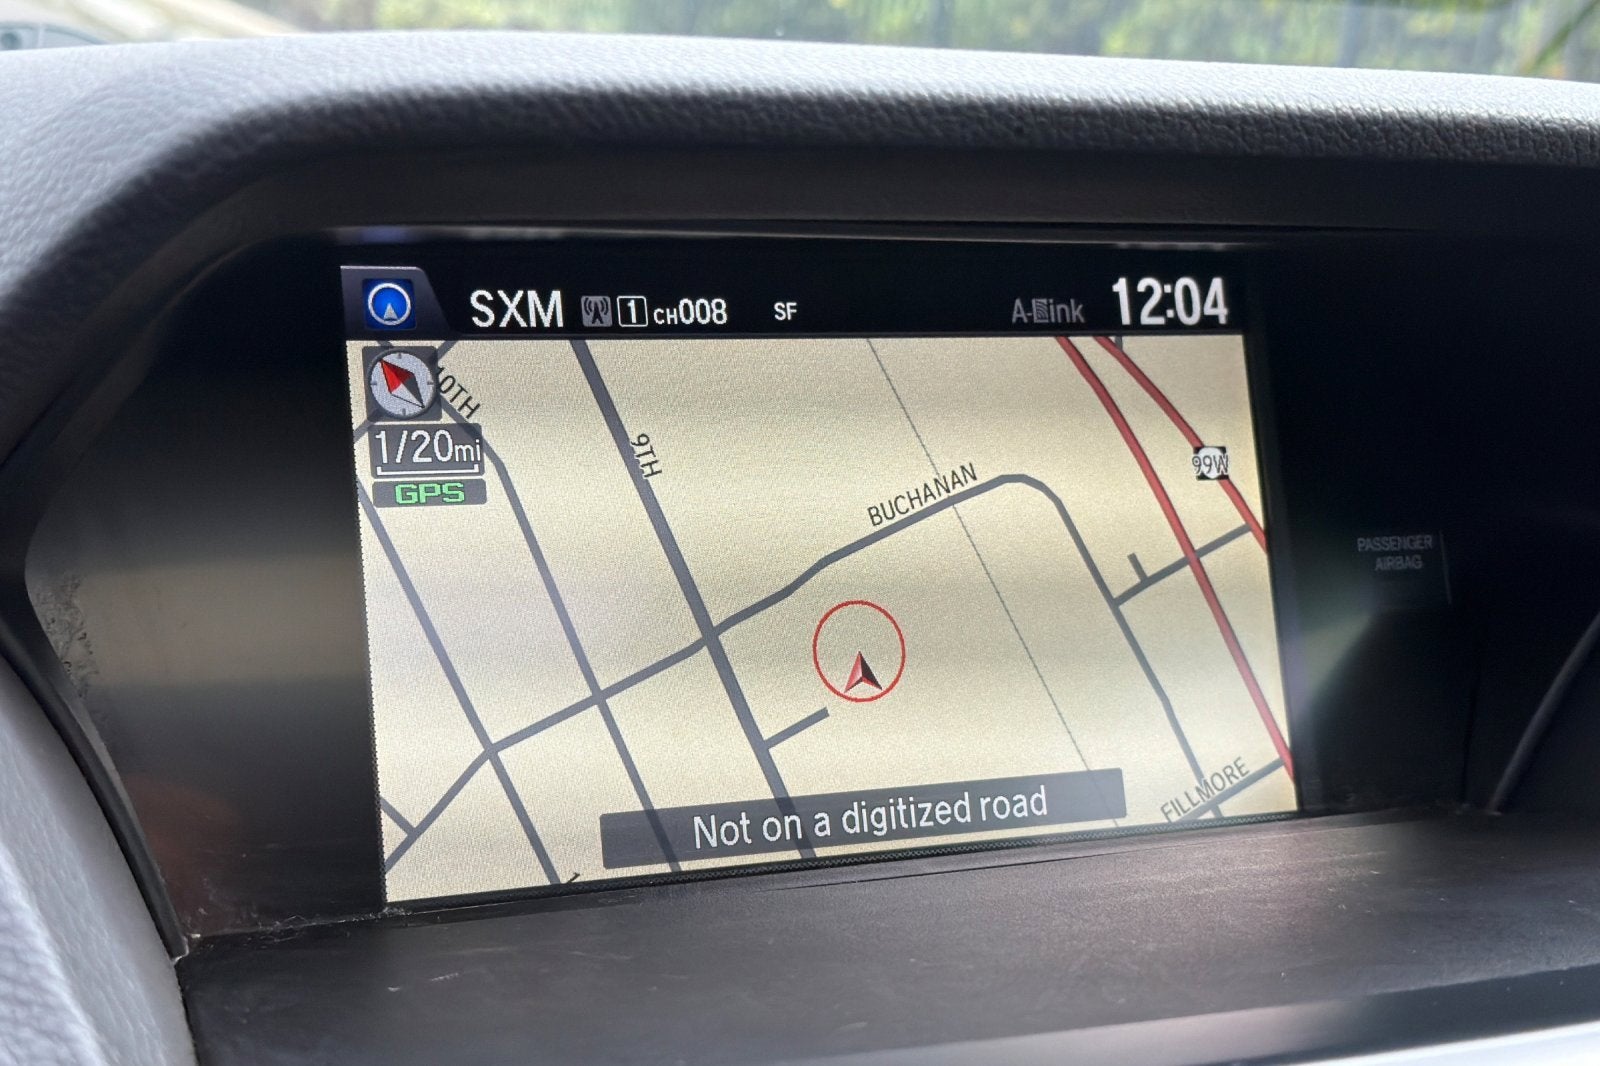 SXM 1 CH008 SF A-Link 12:04
10TH
1/20mi
GPS
9TH
BUCHANAN
99W
PASSENGER
AIRBAG
FILLMORE
Not on a digitized road